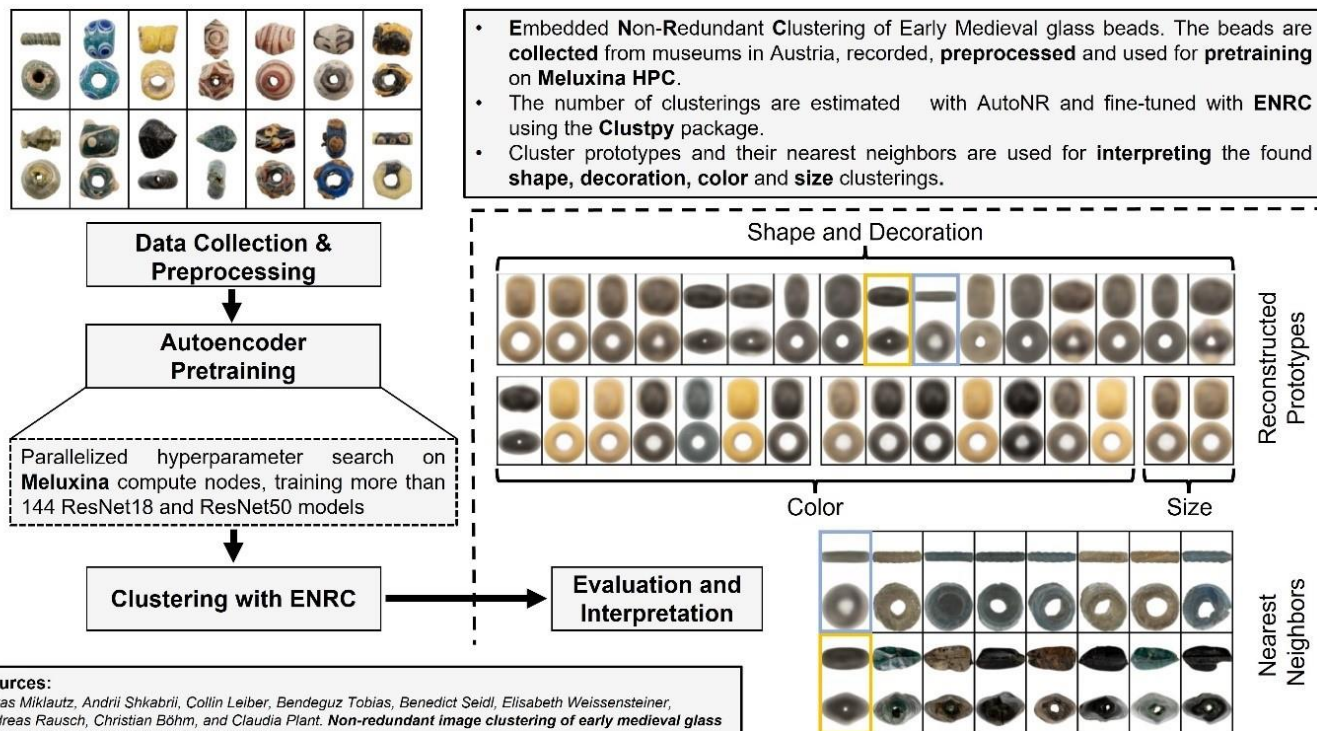 • Embedded Non-Redundant Clustering of Early Medieval glass beads. The beads are
collected from museums in Austria, recorded, preprocessed and used for pretraining
on Meluxina HPC.
• The number of clusterings are estimated with AutoNR and fine-tuned with ENRC
using the Clustpy package.
• Cluster prototypes and their nearest neighbors are used for interpreting the found
shape, decoration, color and size clusterings.
Data Collection &
Preprocessing
Autoencoder
Pretraining
Parallelized hyperparameter search on
Meluxina compute nodes, training more than
144 ResNet18 and ResNet50 models
Clustering with ENRC
Evaluation and
Interpretation
Shape and Decoration
Reconstructed
Prototypes
Color
Size
Nearest
Neighbors
Miklautz, Andrii Shkabrii, Collin Leiber, Bendeguz Tobias, Benedict Seidl, Elisabeth Weissensteiner,
Rausch, Christian Böhm, and Claudia Plant. Non-redundant image clustering of early medieval glass